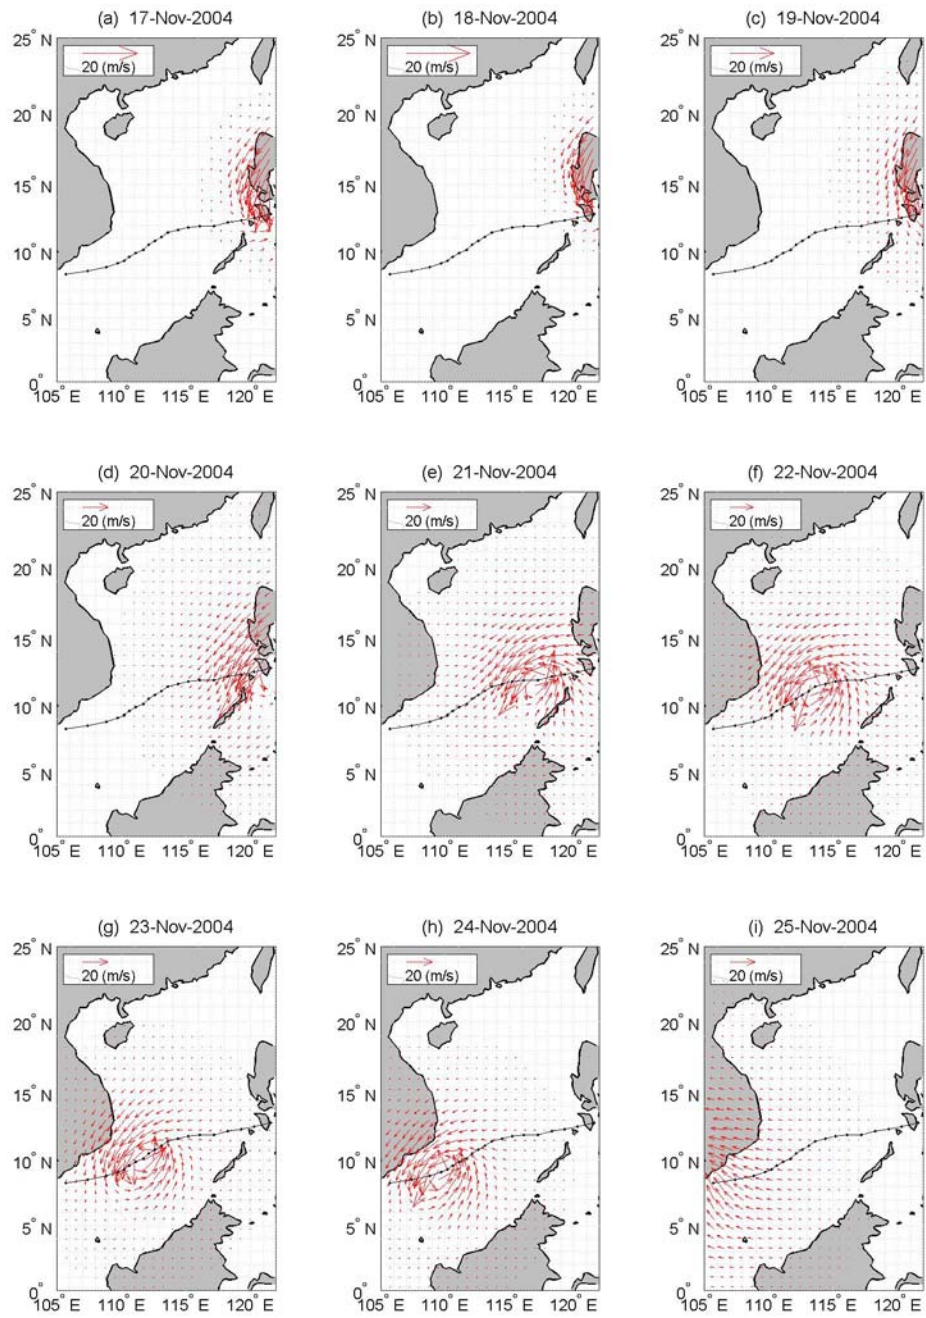 (a) 17-Nov-2004 (b) 18-Nov-2004 (c) 19-Nov-2004
25° N 25° N 25° N
20 (m/s) 20 (m/s) 20 (m/s)
20° N 20° N 20° N
15° N 15° N 15° N
10° N 10° N 10° N
5° N 5° N 5° N
0° 0° 0°
105° E 110° E 115° E 120° E 105° E 110° E 115° E 120° E 105° E 110° E 115° E 120° E
(d) 20-Nov-2004 (e) 21-Nov-2004 (f) 22-Nov-2004
25° N 25° N 25° N
20 (m/s) 20 (m/s) 20 (m/s)
20° N 20° N 20° N
15° N 15° N 15° N
10° N 10° N 10° N
5° N 5° N 5° N
0° 0° 0°
105° E 110° E 115° E 120° E 105° E 110° E 115° E 120° E 105° E 110° E 115° E 120° E
(g) 23-Nov-2004 (h) 24-Nov-2004 (i) 25-Nov-2004
25° N 25° N 25° N
20 (m/s) 20 (m/s) 20 (m/s)
20° N 20° N 20° N
15° N 15° N 15° N
10° N 10° N 10° N
5° N 5° N 5° N
0° 0° 0°
105° E 110° E 115° E 120° E 105° E 110° E 115° E 120° E 105° E 110° E 115° E 120° E